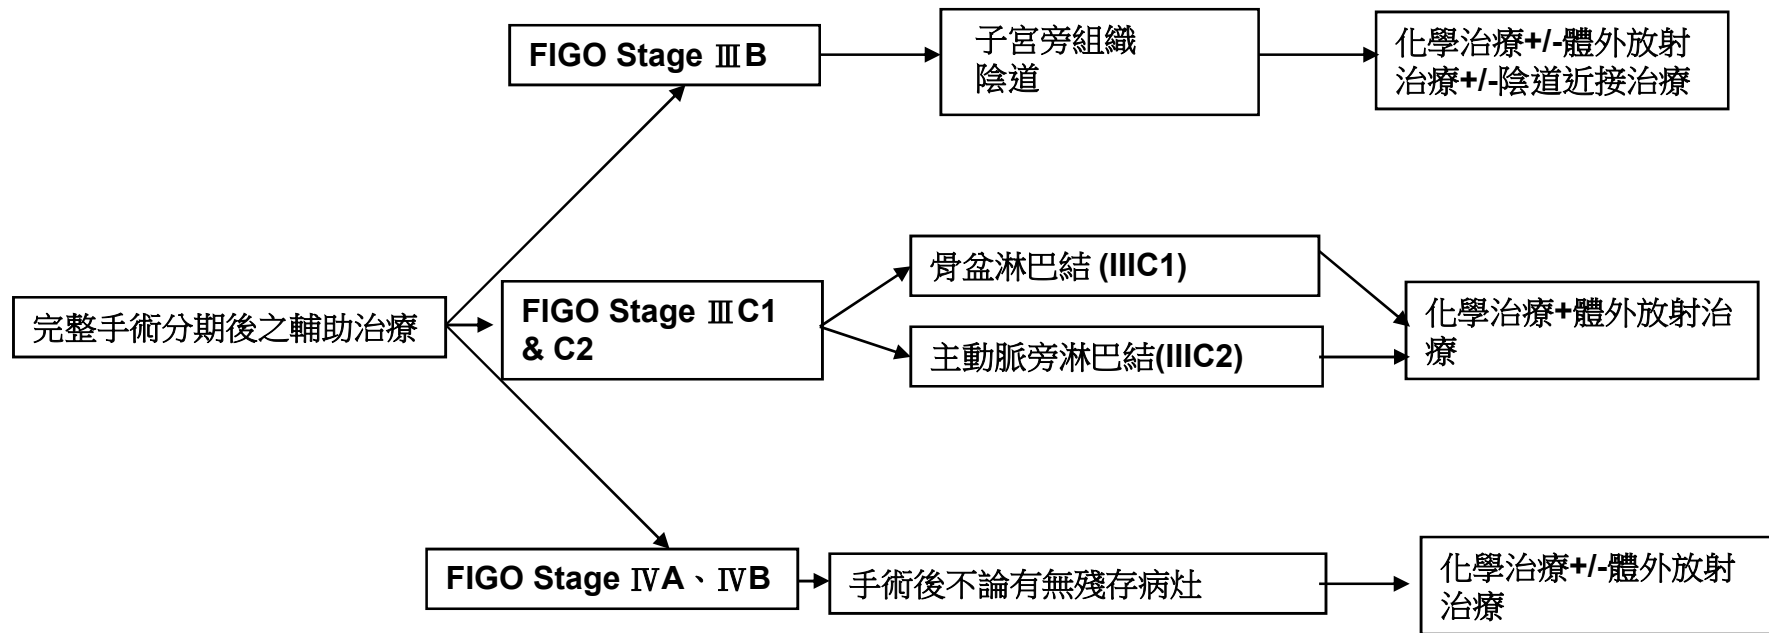 FIGO Stage ⅢB
子宮旁組織
陰道
化學治療+/-體外放射
治療+/-陰道近接治療
完整手術分期後之輔助治療
FIGO Stage ⅢC1
& C2
骨盆淋巴結 (IIIC1)
主動脈旁淋巴結(IIIC2)
化學治療+體外放射治
療
FIGO Stage ⅣA、ⅣB
手術後不論有無殘存病灶
化學治療+/-體外放射
治療